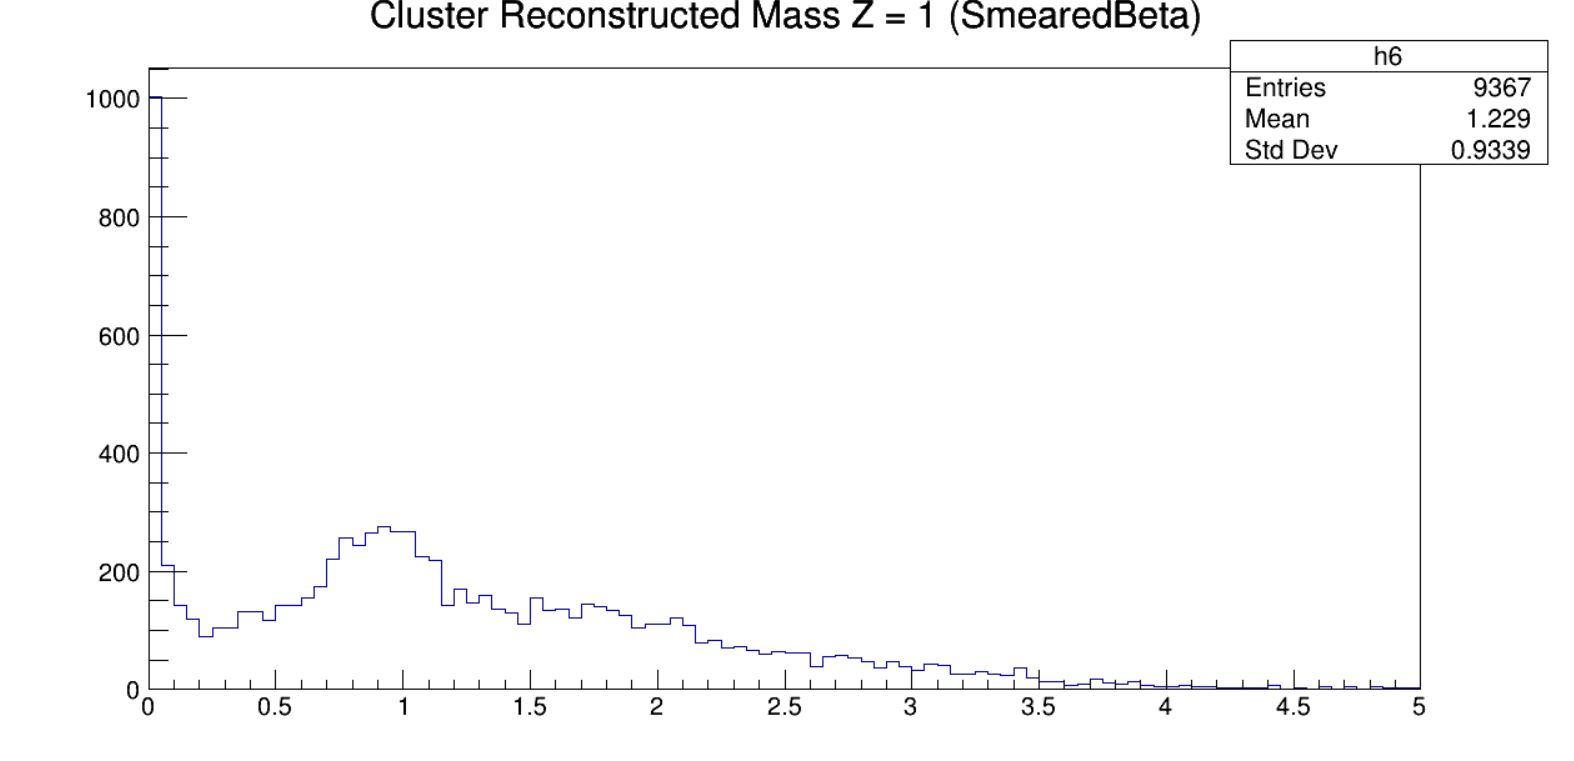 Cluster Reconstructed Mass Z = 1 (SmearedBeta)
h6
Entries 9367
Mean 1.229
Std Dev 0.9339
1000
800
600
400
200
0
0 0.5 1 1.5 2 2.5 3 3.5 4 4.5 5